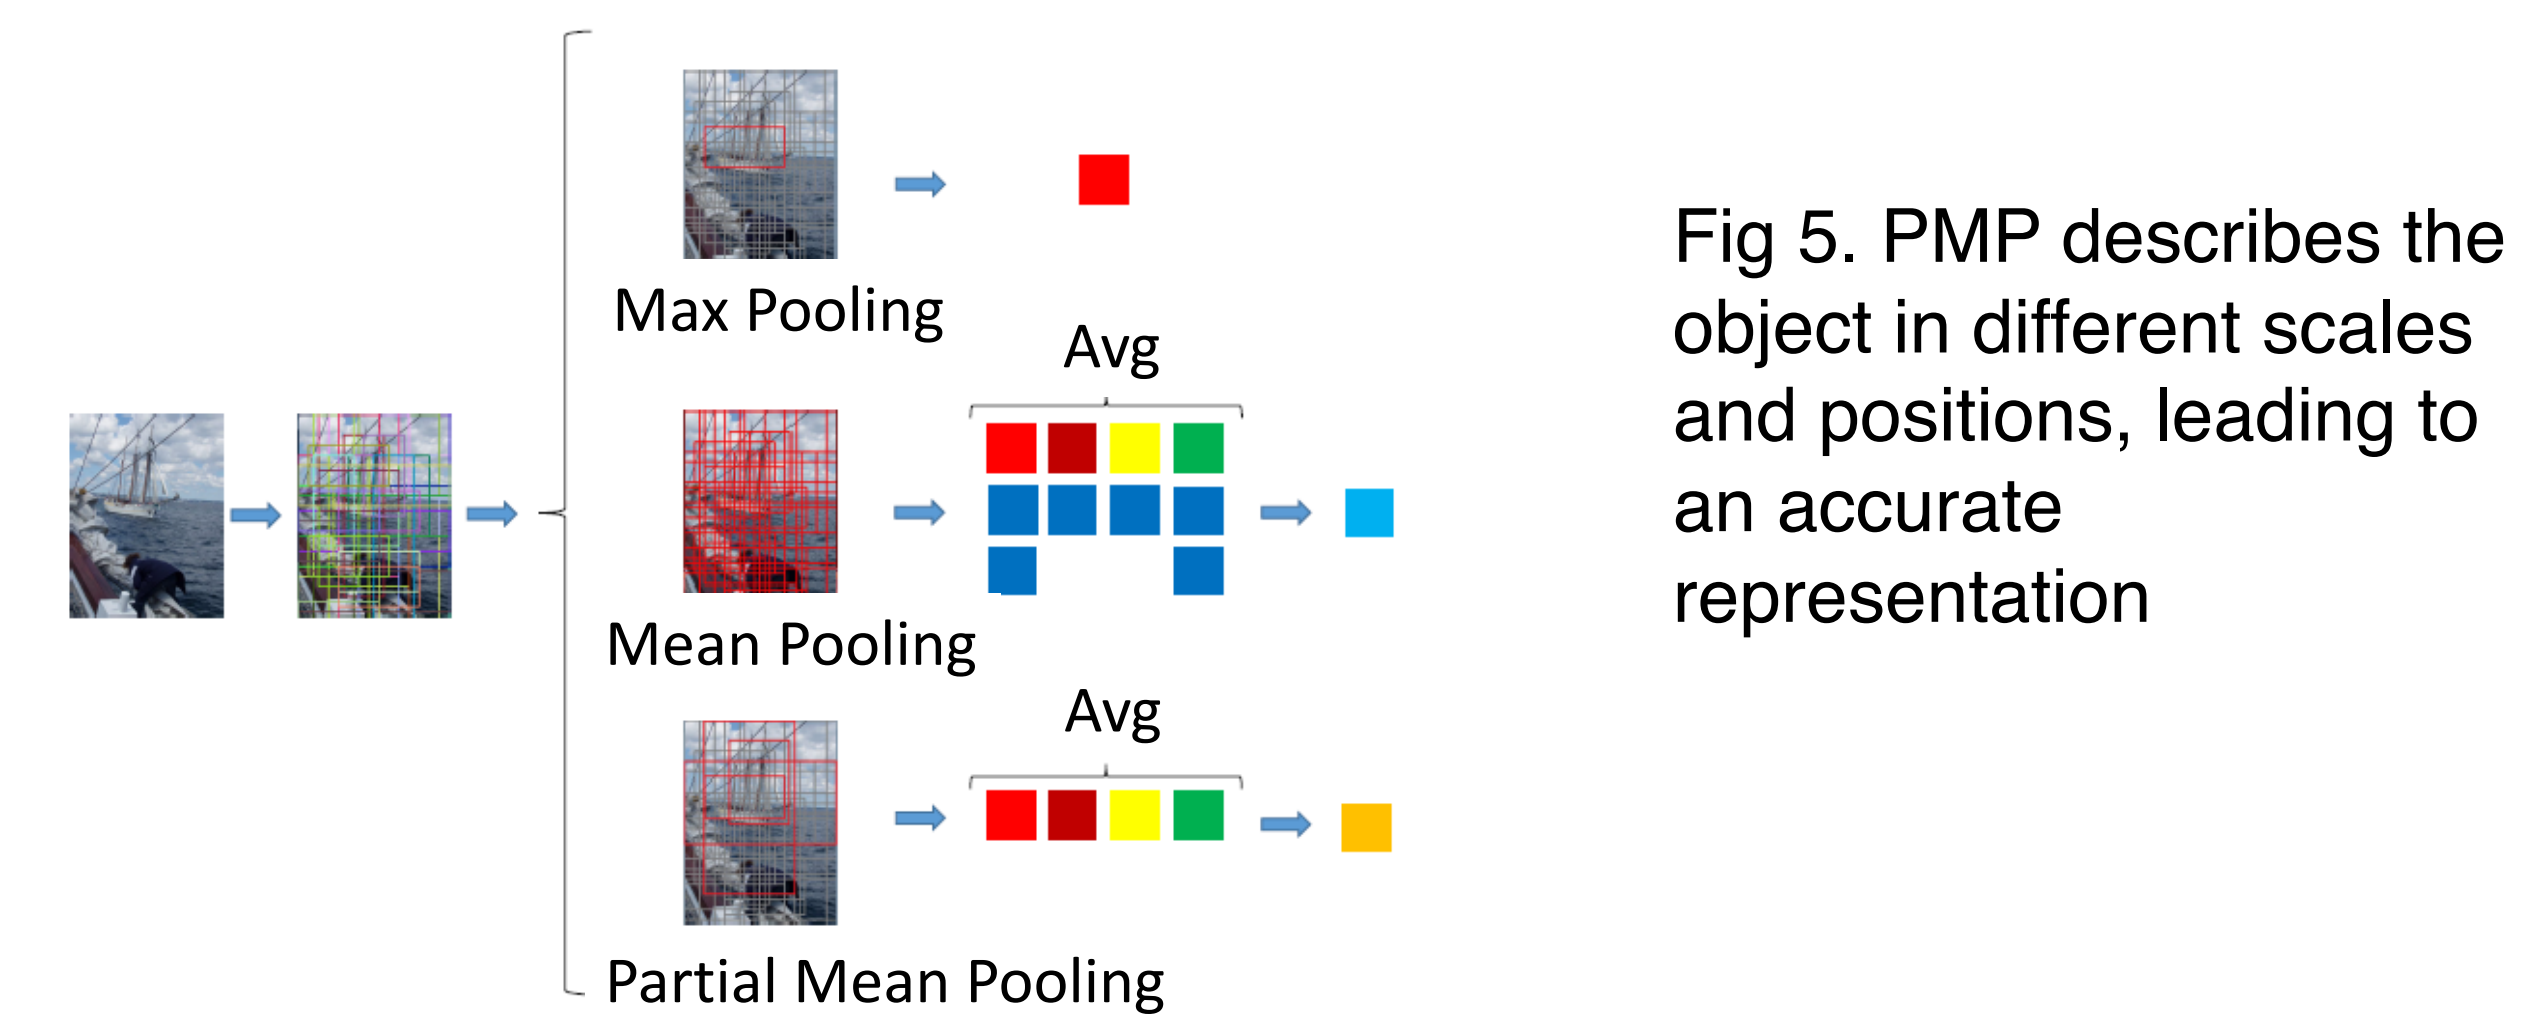 Max Pooling
Avg
Mean Pooling
Avg
Partial Mean Pooling
Fig 5. PMP describes the
object in different scales
and positions, leading to
an accurate
representation